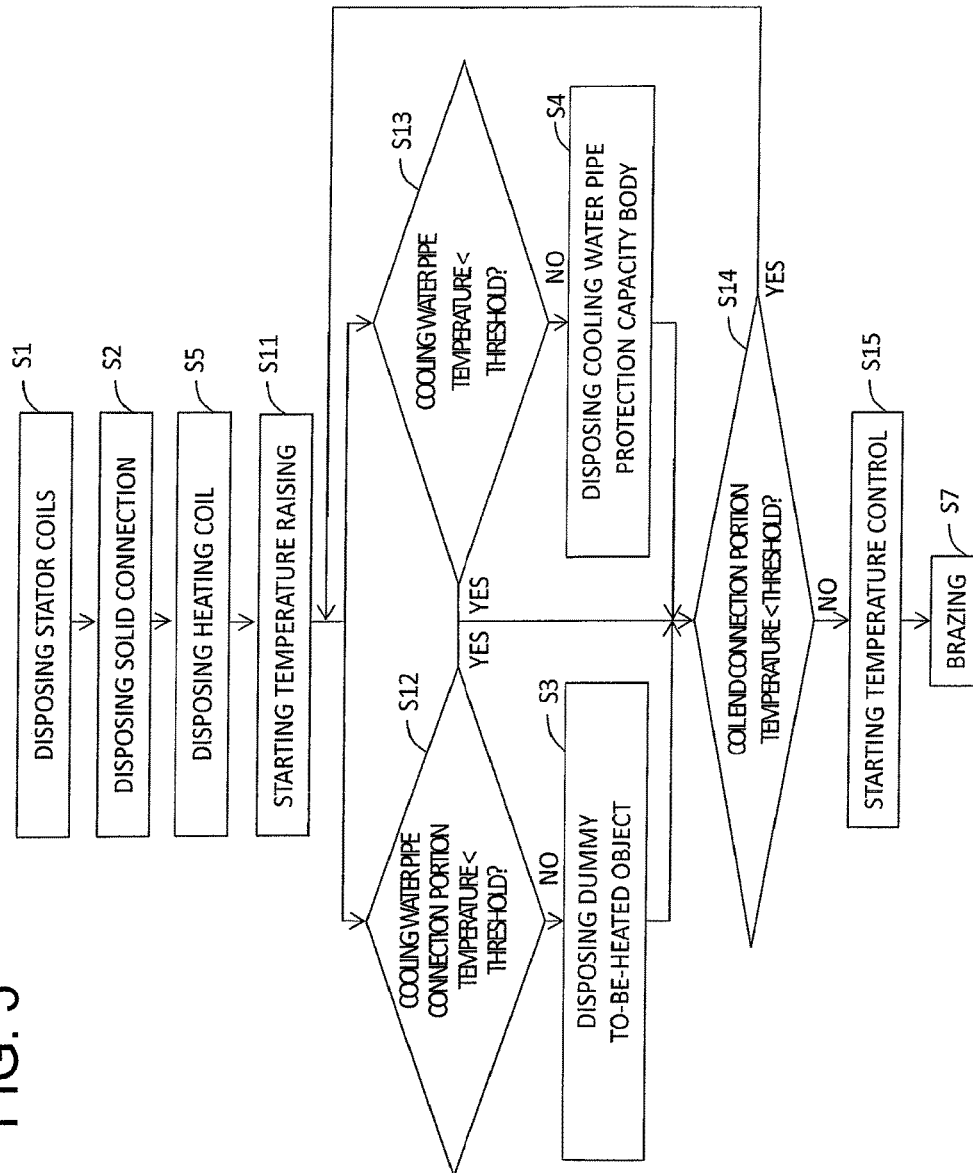 FIG. 5
DISPOSING STATOR COILS
S1
DISPOSING SOLID CONNECTION
S2
DISPOSING HEATING COIL
S5
STARTING TEMPERATURE RAISING
S11
COOLING WATER PIPE
CONNECTION PORTION
TEMPERATURE <
THRESHOLD?
S12
YES
NO
COOLING WATER PIPE
TEMPERATURE <
THRESHOLD?
S13
YES
NO
DISPOSING DUMMY
TO-BE-HEATED OBJECT
S3
DISPOSING COOLING WATER PIPE
PROTECTION CAPACITY BODY
S4
COIL END CONNECTION PORTION
TEMPERATURE < THRESHOLD?
S14
YES
NO
STARTING TEMPERATURE CONTROL
S15
BRAZING
S7